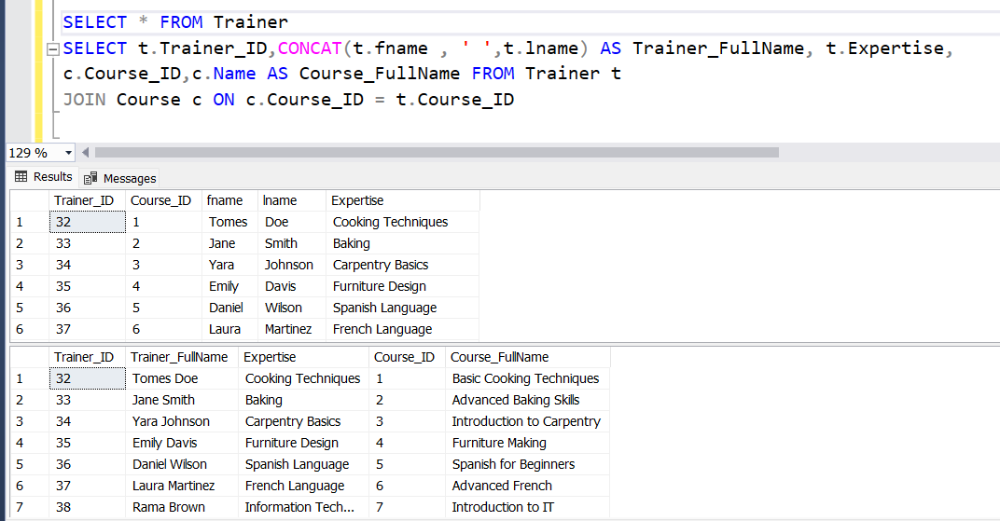 SELECT * FROM Trainer
SELECT t.Trainer_ID,CONCAT(t.fname , ' ',t.lname) AS Trainer_FullName, t.Expertise,
c.Course_ID,c.Name AS Course_FullName FROM Trainer t
JOIN Course c ON c.Course_ID = t.Course_ID
129 %
Results Messages
Trainer_ID Course_ID fname lname Expertise
1 32 1 Tomes Doe Cooking Techniques
2 33 2 Jane Smith Baking
3 34 3 Yara Johnson Carpentry Basics
4 35 4 Emily Davis Furniture Design
5 36 5 Daniel Wilson Spanish Language
6 37 6 Laura Martinez French Language
Trainer_ID Trainer_FullName Expertise Course_ID Course_FullName
1 32 Tomes Doe Cooking Techniques 1 Basic Cooking Techniques
2 33 Jane Smith Baking 2 Advanced Baking Skills
3 34 Yara Johnson Carpentry Basics 3 Introduction to Carpentry
4 35 Emily Davis Furniture Design 4 Furniture Making
5 36 Daniel Wilson Spanish Language 5 Spanish for Beginners
6 37 Laura Martinez French Language 6 Advanced French
7 38 Rama Brown Information Tech... 7 Introduction to IT